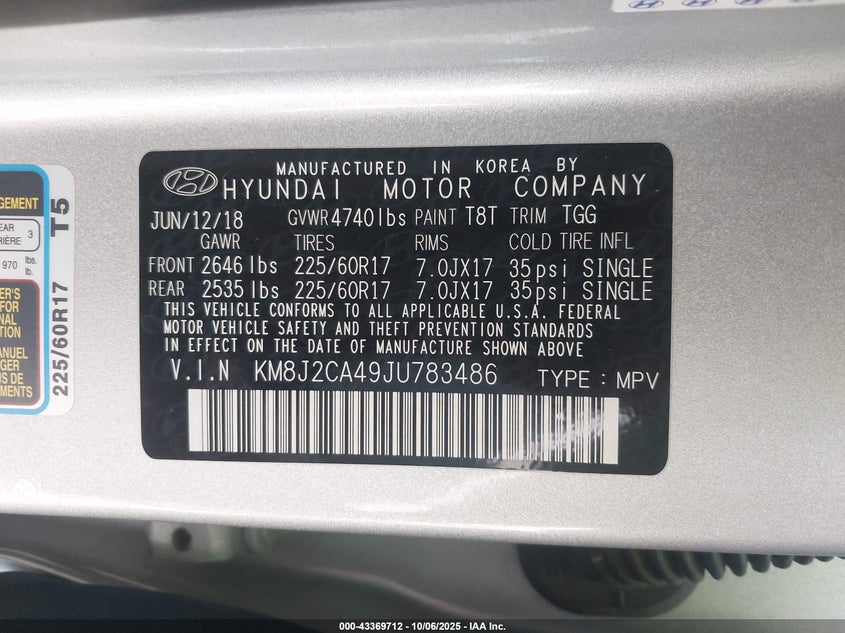 MANUFACTURED IN KOREA BY
HYUNDAI MOTOR COMPANY
JUN/12/18 GVWR 4740lbs PAINT T8T TRIM TGG
GAWR TIRES RIMS COLD TIRE INFL
FRONT 2646 lbs 225/60R17 7.0JX17 35psi SINGLE
REAR 2535 lbs 225/60R17 7.0JX17 35psi SINGLE
THIS VEHICLE CONFORMS TO ALL APPLICABLE U.S.A. FEDERAL
MOTOR VEHICLE SAFETY AND THEFT PREVENTION STANDARDS
IN EFFECT ON THE DATE OF MANUFACTURE SHOWN ABOVE
V.I.N KM8J2CA49JU783486 TYPE : MPV
225/60R17 T5
3
970 lbs.
lb.
000-43369712 - 10/06/2025 - IAA Inc.